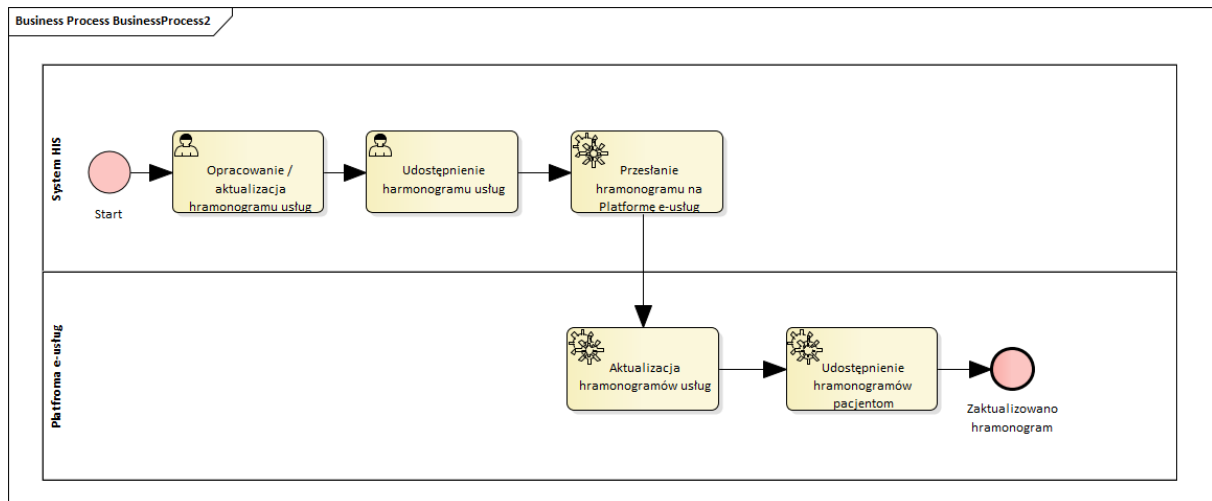 Business Process BusinessProcess2
System HIS
Start
Opracowanie /
aktualizacja
hramonogramu usług
Udostępnienie
harmonogramu usług
Przesłanie
hramonogramu na
Platformę e-usług
Platfroma e-usług
Aktualizacja
hramonogramów usług
Udostępnienie
hramonogramów
pacjentom
Zaktualizowano
hramonogram